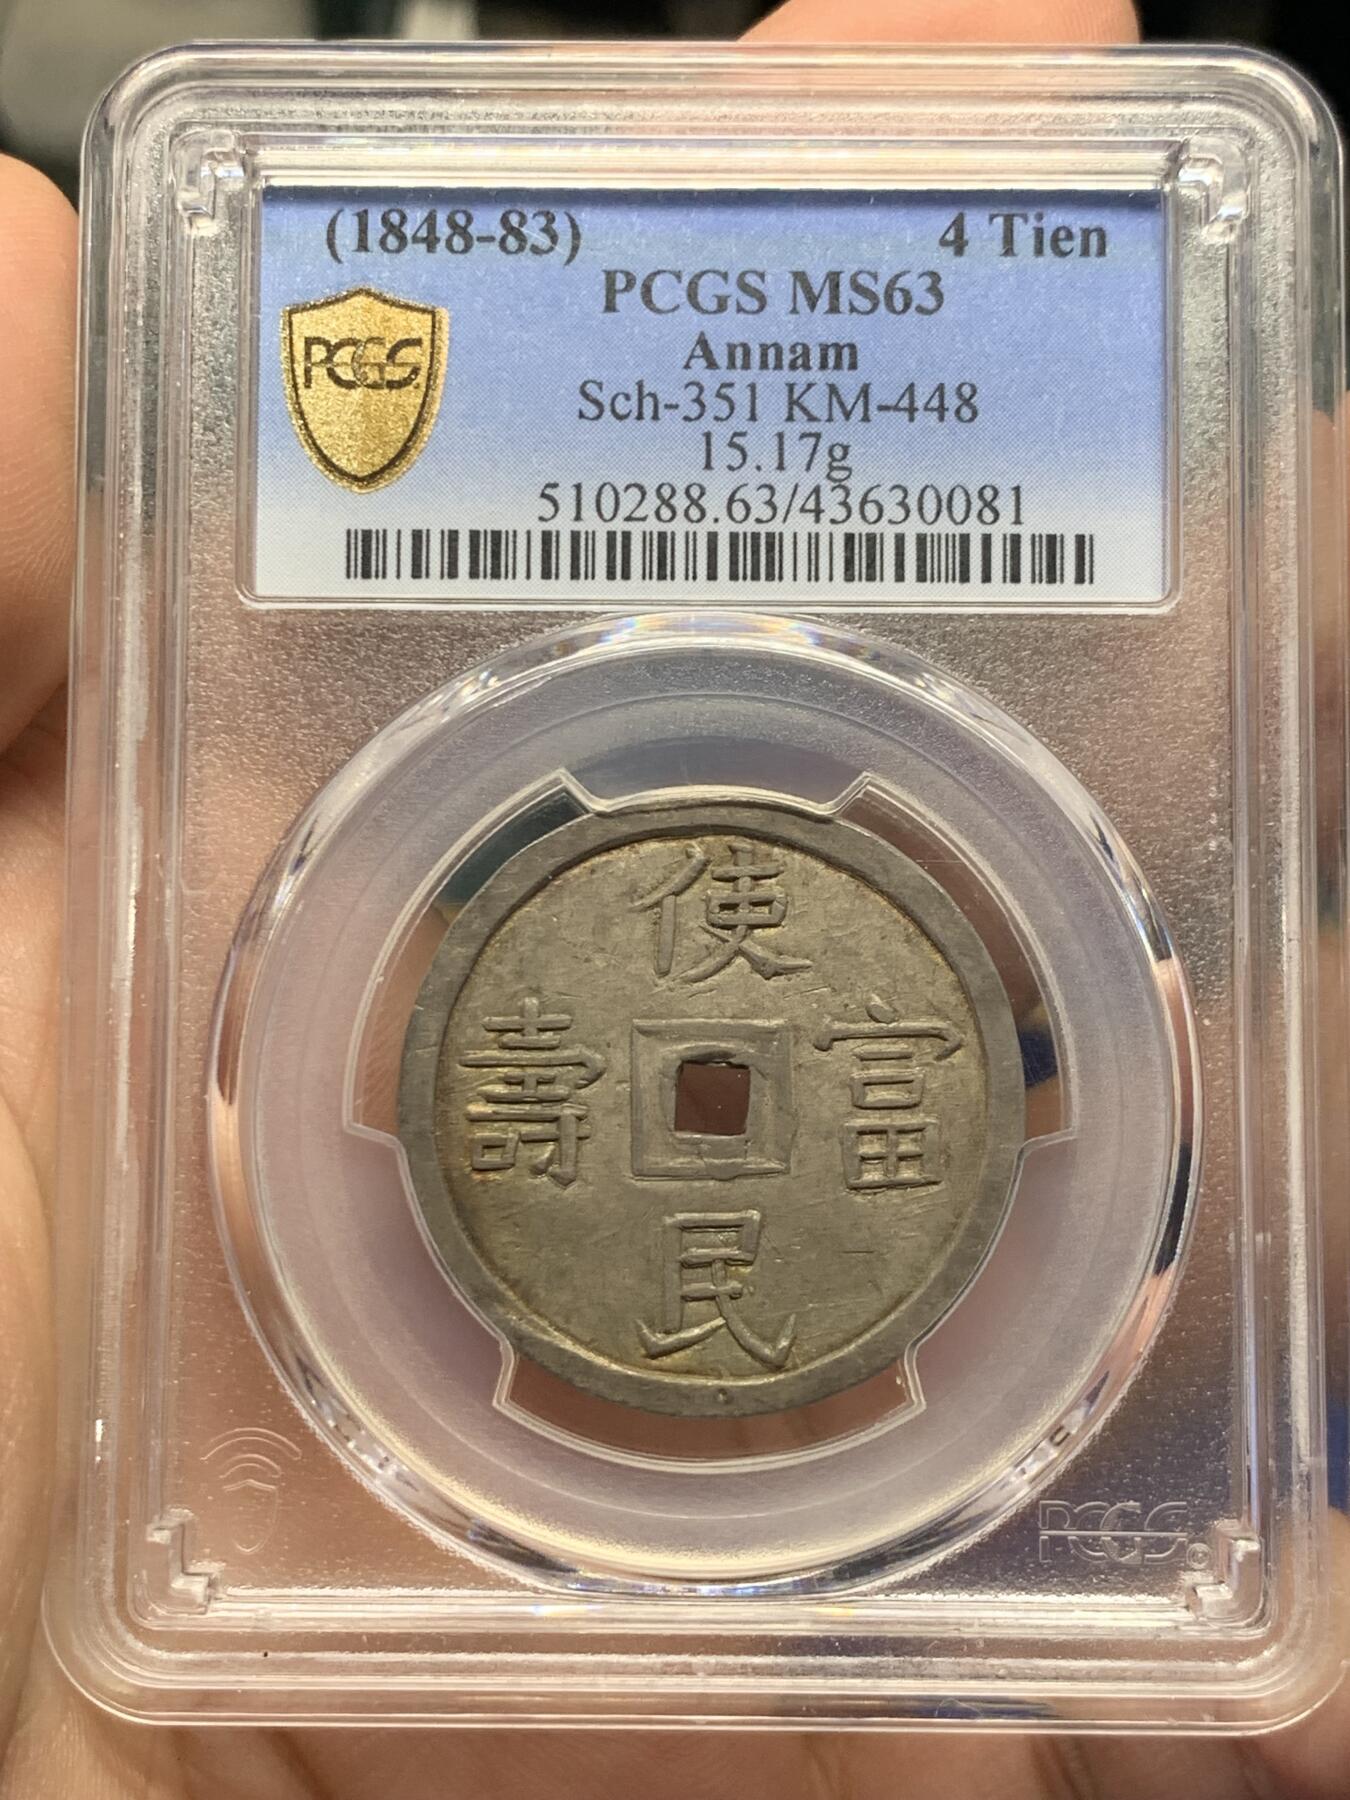 (1848-83) 4 Tien
PCGS MS63
Annam
PCGS
Sch-351 KM-448
15.17g
510288.63/43630081
使
壽 富
民
PCGS